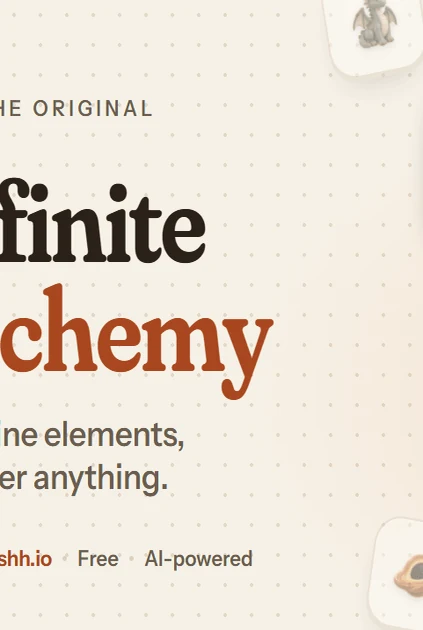 HE ORIGINAL
finite
chemy
ine elements,
er anything.
shh.io · Free · AI-powered